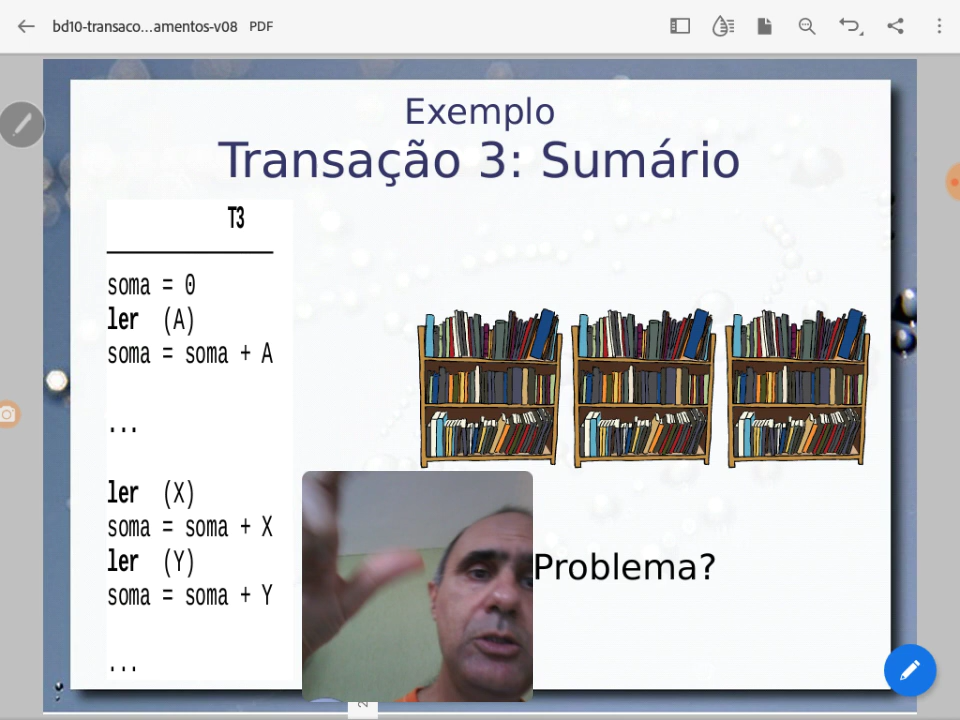 bd10-transaco...amentos-v08 PDF
Exemplo
Transação 3: Sumário
T3
soma = 0
ler (A)
soma = soma + A
...
ler (X)
soma = soma + X
ler (Y)
soma = soma + Y
...
Problema?